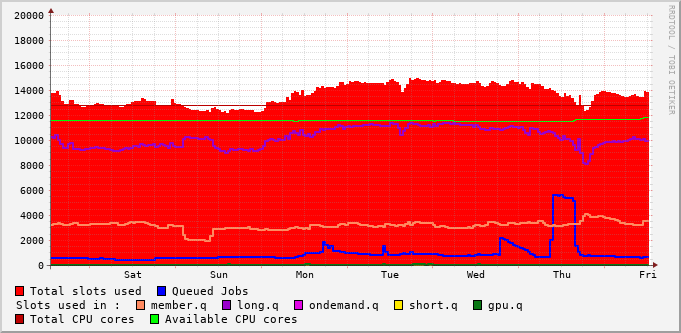 20000
18000
16000
14000
12000
10000
8000
6000
4000
2000
0
Sat Sun Mon Tue Wed Thu Fri
Total slots used Queued Jobs
Slots used in : member.q long.q ondemand.q short.q gpu.q
Total CPU cores Available CPU cores
RRDTOOL / TOBI OETIKER